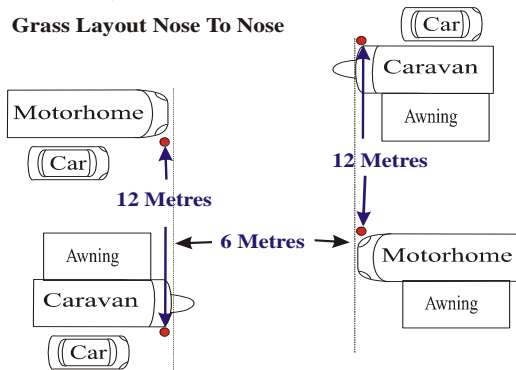 Grass Layout Nose To Nose
Car
Caravan
Awning
Motorhome
Car
12 Metres
12 Metres
6 Metres
Awning
Caravan
Car
Motorhome
Awning